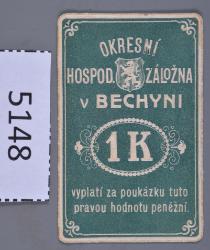 5148
OKRESNÍ
HOSPOD. ZÁLOŽNA
v BECHYNI
1 K
vyplatí za poukázku tuto
pravou hodnotu peněžní.